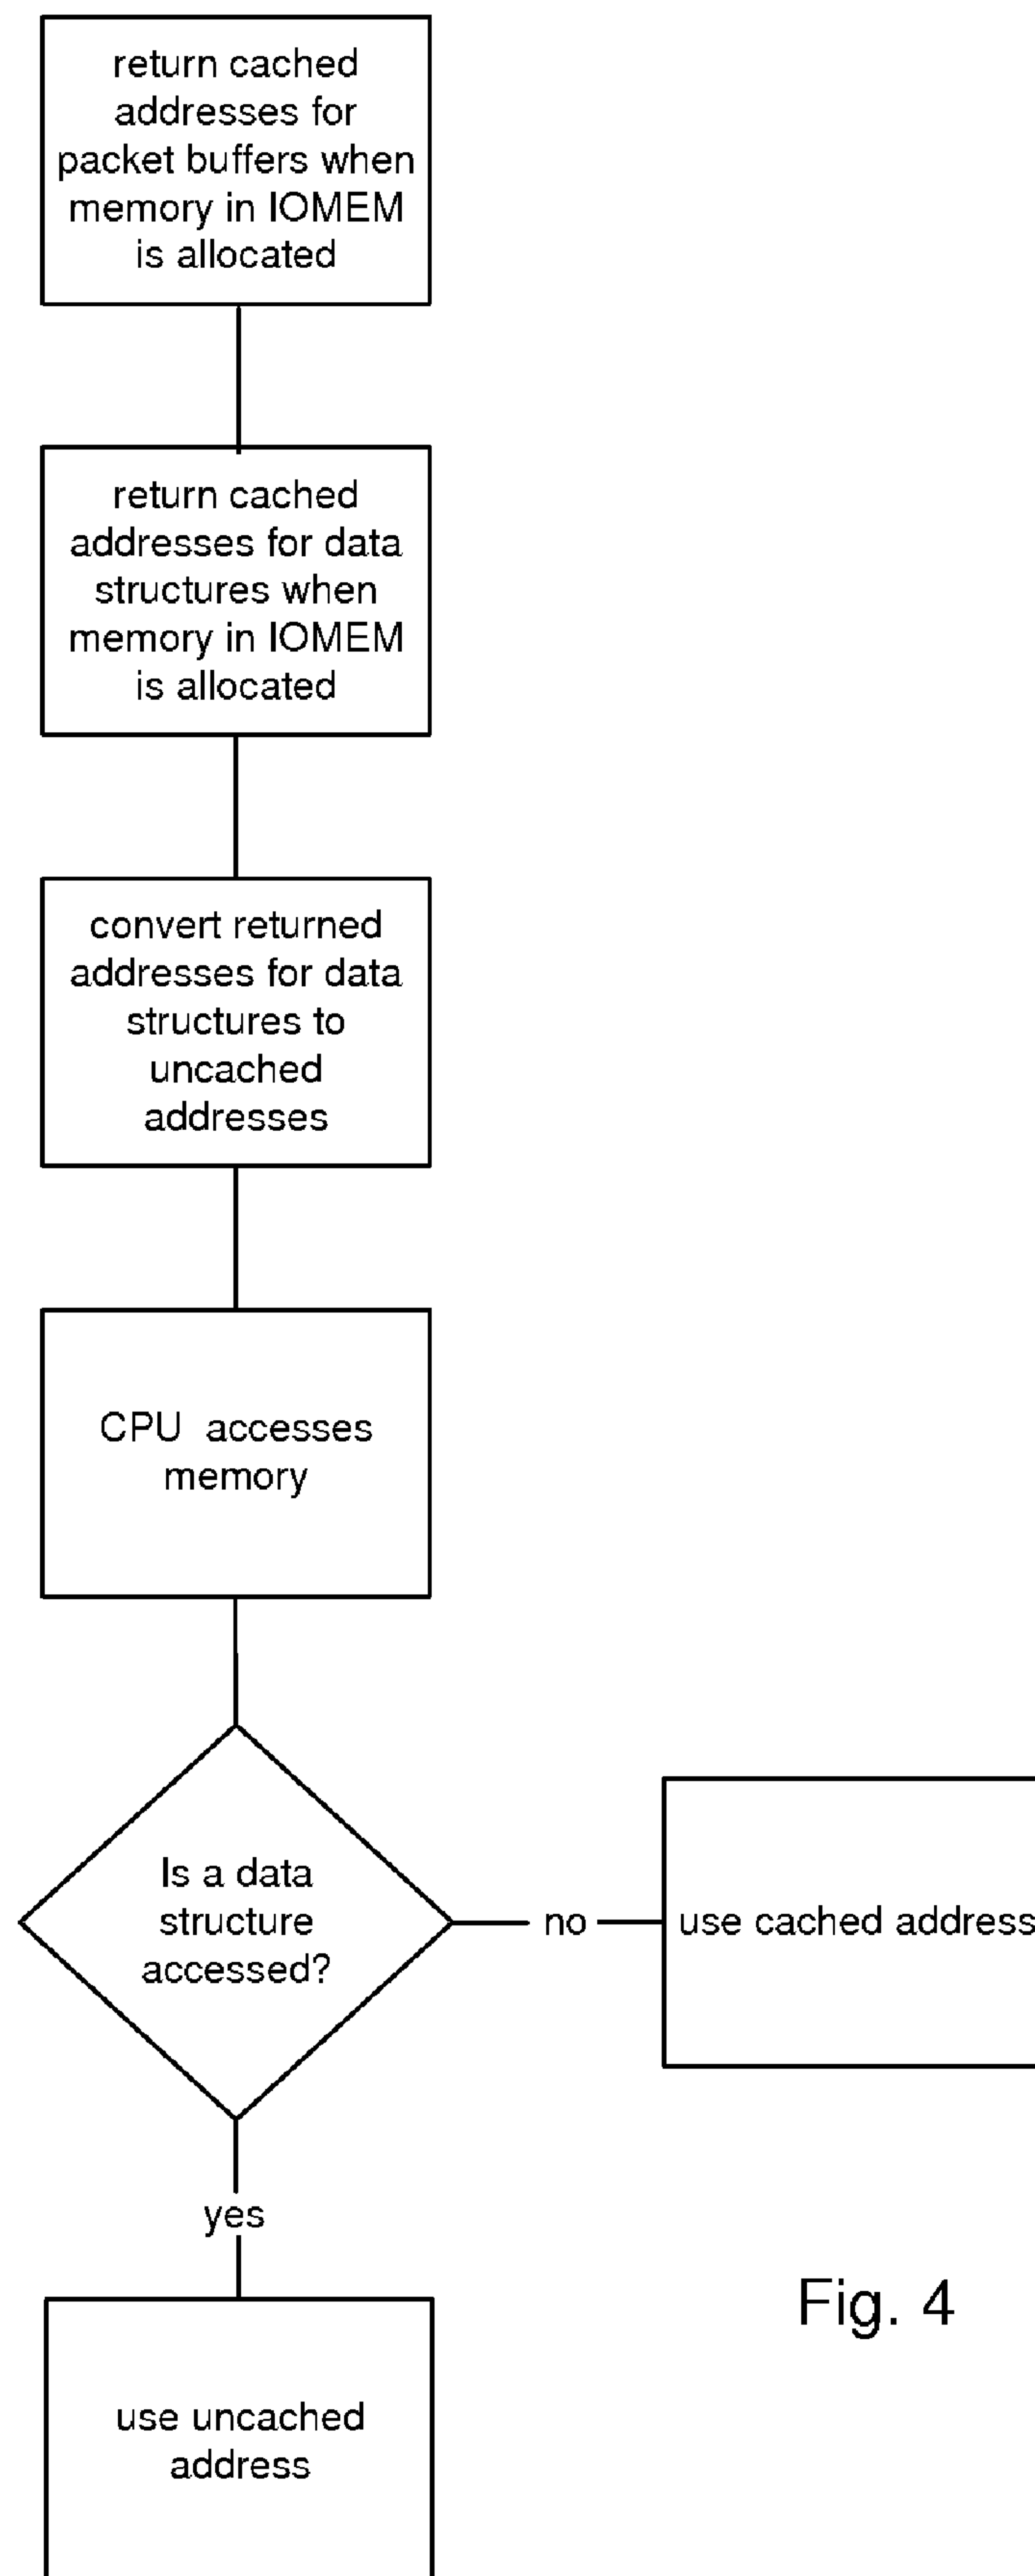 return cached
addresses for
packet buffers when
memory in IOMEM
is allocated
return cached
addresses for data
structures when
memory in IOMEM
is allocated
convert returned
addresses for data
structures to
uncached
addresses
CPU accesses
memory
Is a data
structure
accessed?
no
use cached address
yes
use uncached
address
Fig. 4